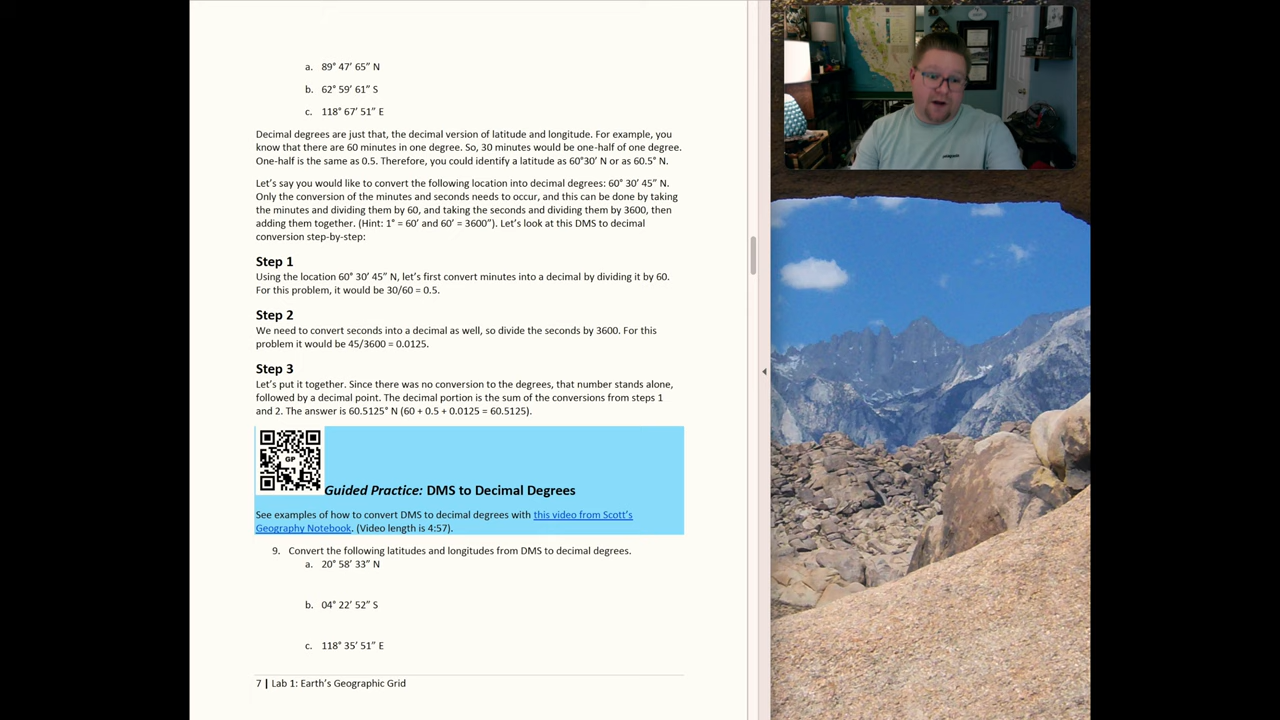 a. 89° 47’ 65” N
b. 62° 59’ 61” S
c. 118° 67’ 51” E
Decimal degrees are just that, the decimal version of latitude and longitude. For example, you
know that there are 60 minutes in one degree. So, 30 minutes would be one-half of one degree.
One-half is the same as 0.5. Therefore, you could identify a latitude as 60°30’ N or as 60.5° N.
Let’s say you would like to convert the following location into decimal degrees: 60° 30’ 45” N.
Only the conversion of the minutes and seconds needs to occur, and this can be done by taking
the minutes and dividing them by 60, and taking the seconds and dividing them by 3600, then
adding them together. (Hint: 1° = 60’ and 60’ = 3600”). Let’s look at this DMS to decimal
conversion step-by-step:
Step 1
Using the location 60° 30’ 45” N, let’s first convert minutes into a decimal by dividing it by 60.
For this problem, it would be 30/60 = 0.5.
Step 2
We need to convert seconds into a decimal as well, so divide the seconds by 3600. For this
problem it would be 45/3600 = 0.0125.
Step 3
Let’s put it together. Since there was no conversion to the degrees, that number stands alone,
followed by a decimal point. The decimal portion is the sum of the conversions from steps 1
and 2. The answer is 60.5125° N (60 + 0.5 + 0.0125 = 60.5125).
GP
Guided Practice: DMS to Decimal Degrees
See examples of how to convert DMS to decimal degrees with this video from Scott’s
Geography Notebook. (Video length is 4:57).
9. Convert the following latitudes and longitudes from DMS to decimal degrees.
a. 20° 58’ 33” N
b. 04° 22’ 52” S
c. 118° 35’ 51” E
7 | Lab 1: Earth’s Geographic Grid